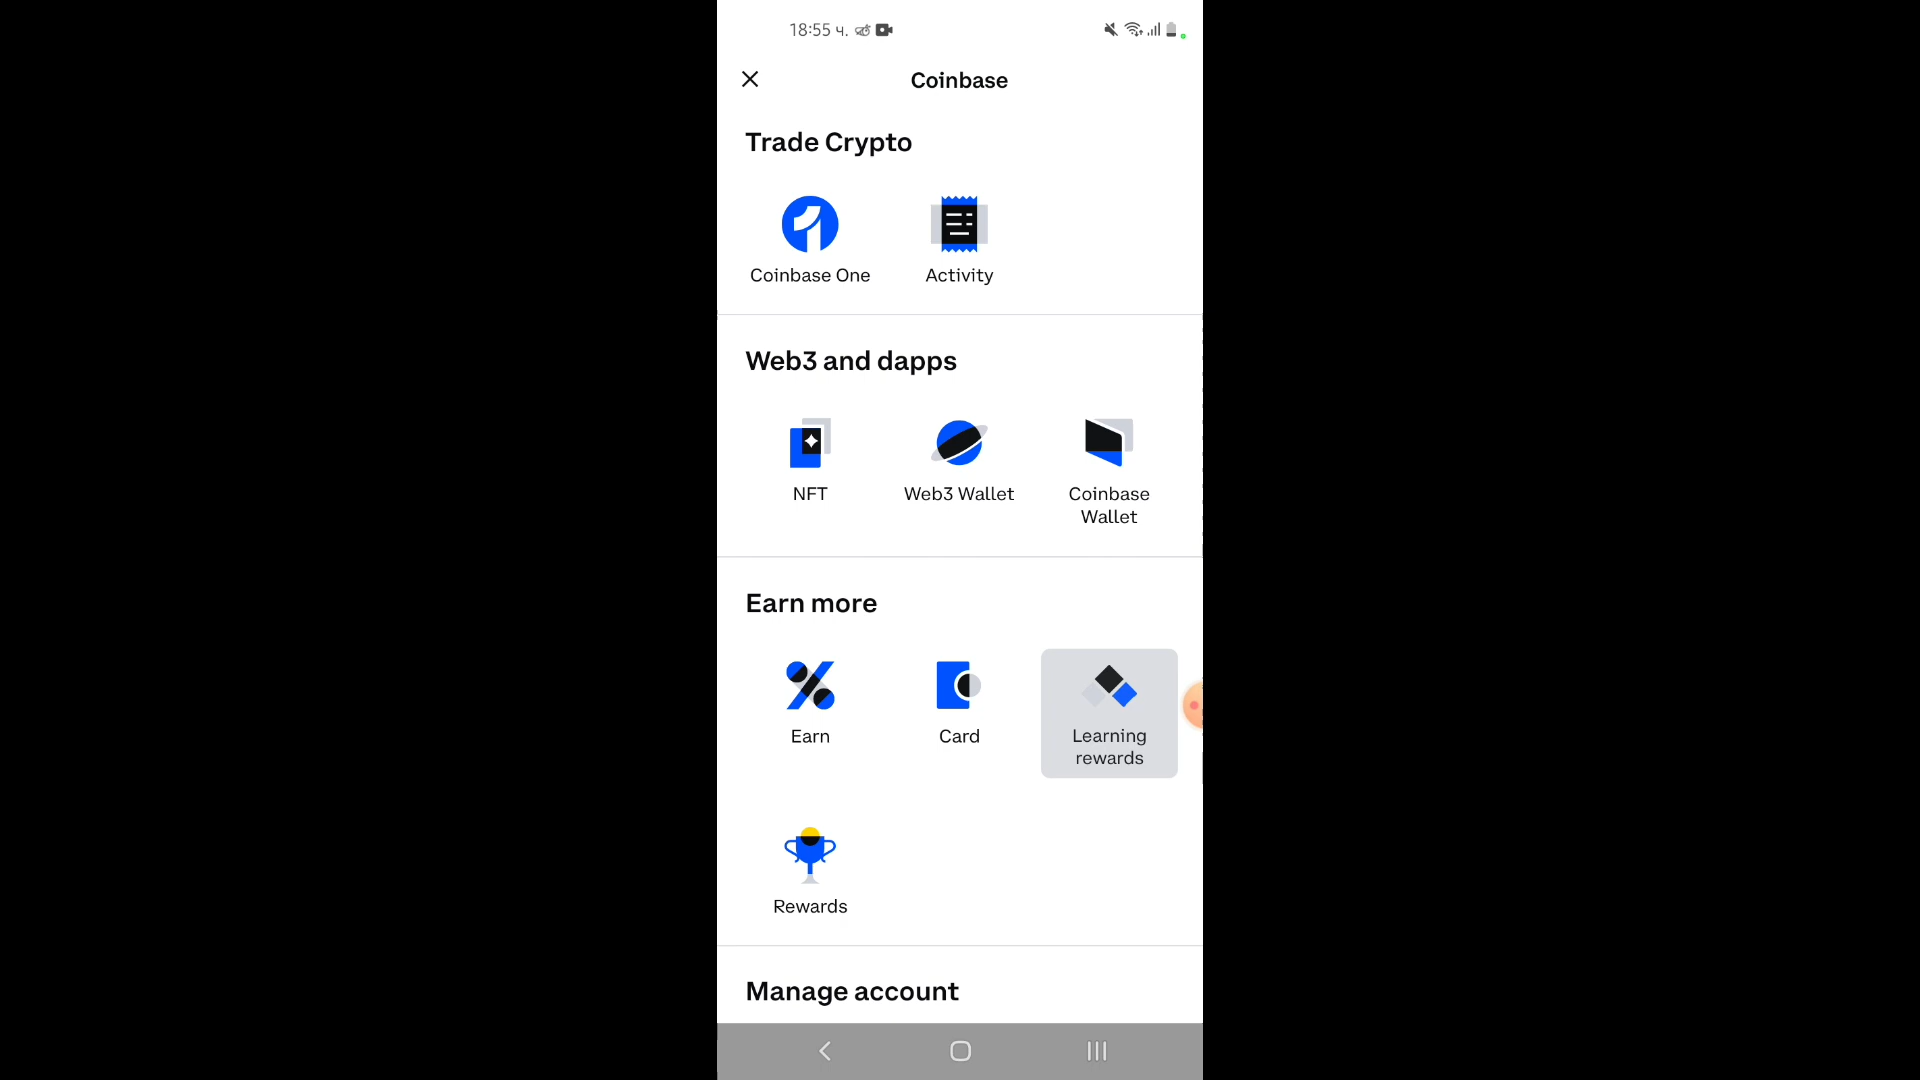 18:55 ч.
Coinbase
Trade Crypto
Coinbase One
Activity
Web3 and dapps
NFT
Web3 Wallet
Coinbase
Wallet
Earn more
Earn
Card
Learning
rewards
Rewards
Manage account